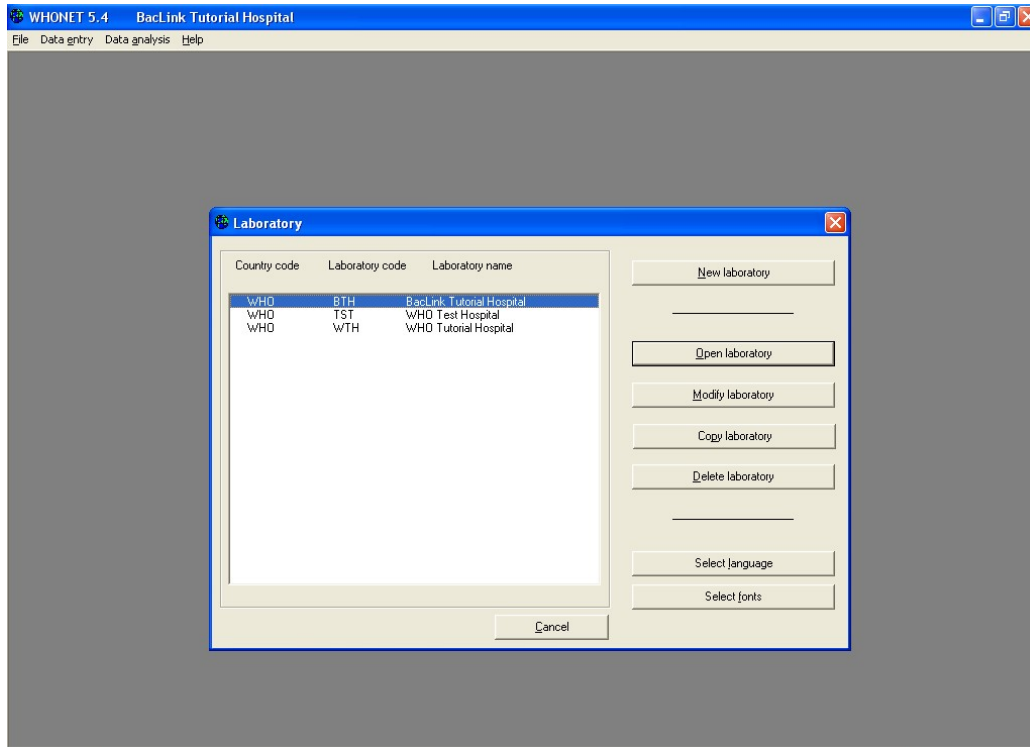 WHONET 5.4 BacLink Tutorial Hospital
File Data entry Data analysis Help
Laboratory
Country code Laboratory code Laboratory name
WHO BTH BacLink Tutorial Hospital
WHO TST WHO Test Hospital
WHO WTH WHO Tutorial Hospital
New laboratory
Open laboratory
Modify laboratory
Copy laboratory
Delete laboratory
Select language
Select fonts
Cancel